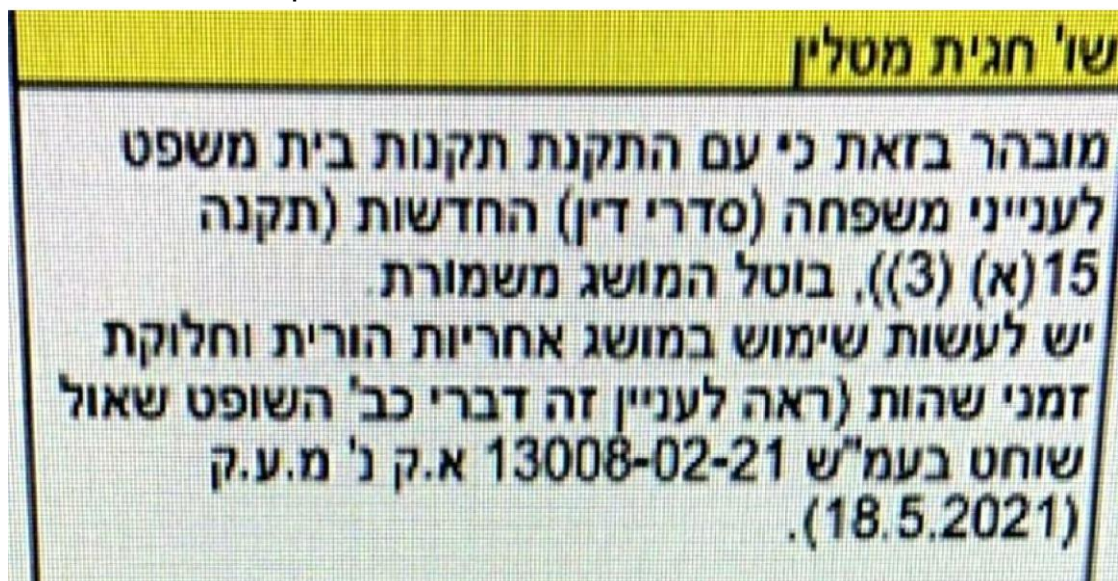 שו' חגית מטלין
מובהר בזאת כי עם התקנת תקנות בית משפט
לענייני משפחה (סדרי דין) החדשות (תקנה
15(א) (3)), בוטל המושג משמורת.
יש לעשות שימוש במושג אחריות הורית וחלוקת
זמני שהות (ראה לעניין זה דברי כב' השופט שאול
שוחט בעמ"ש 13008-02-21 א.ק נ' מ.ע.ק
(18.5.2021).